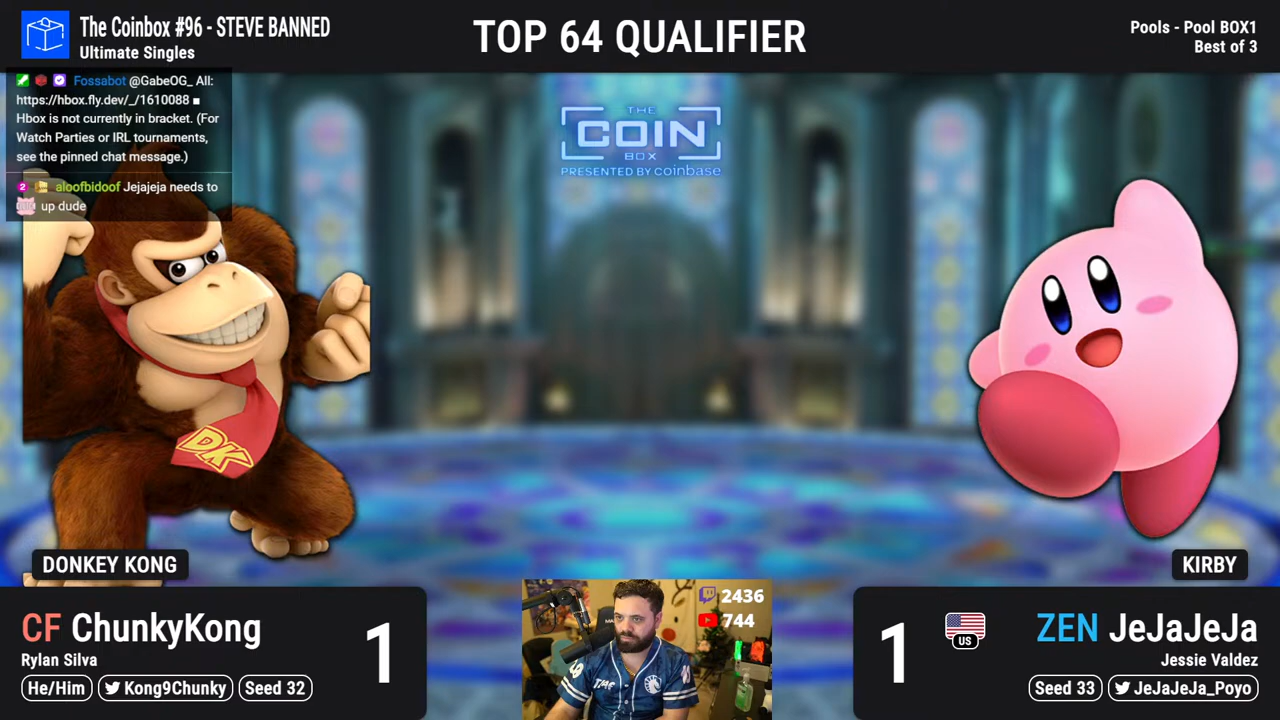 The Coinbox #96 - STEVE BANNED
Ultimate Singles
TOP 64 QUALIFIER
Pools - Pool BOX1
Best of 3
Fossabot @GabeOG_ All:
https://hbox.fly.dev/_/1610088 ■
Hbox is not currently in bracket. (For
Watch Parties or IRL tournaments,
see the pinned chat message.)
2 aloofbidoof Jejajeja needs to
up dude
THE
COIN
BOX
PRESENTED BY coinbase
DK
DONKEY KONG
KIRBY
CF ChunkyKong
Rylan Silva
He/Him Kong9Chunky Seed 32
1
2436
744
1
US
ZEN JeJaJeJa
Jessie Valdez
Seed 33 JeJaJeJa_Poyo